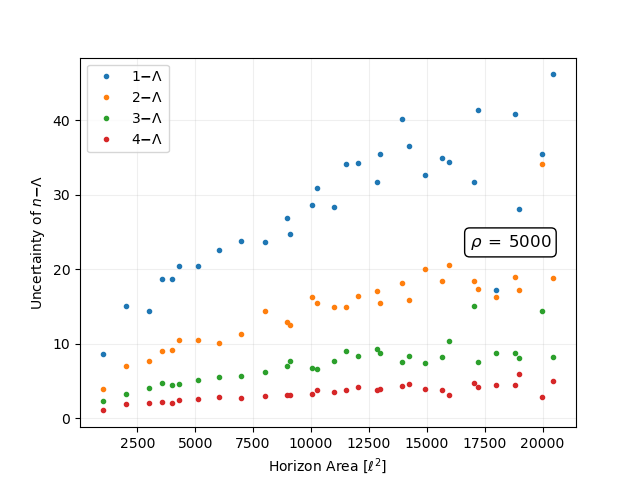 1−Λ
2−Λ
3−Λ
4−Λ
ρ = 5000
Uncertainty of n−Λ
40
30
20
10
0
2500 5000 7500 10000 12500 15000 17500 20000
Horizon Area [ℓ²]